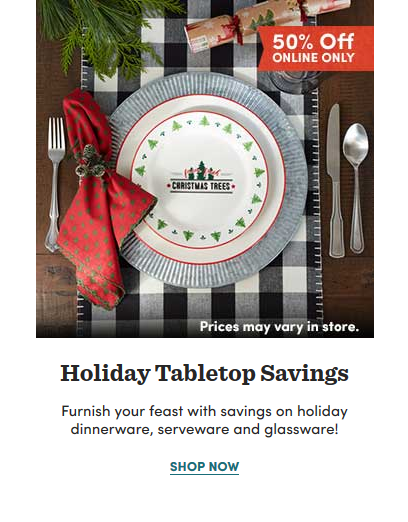 50% Off
ONLINE ONLY
CHRISTMAS TREES
Prices may vary in store.
Holiday Tabletop Savings
Furnish your feast with savings on holiday
dinnerware, serveware and glassware!
SHOP NOW